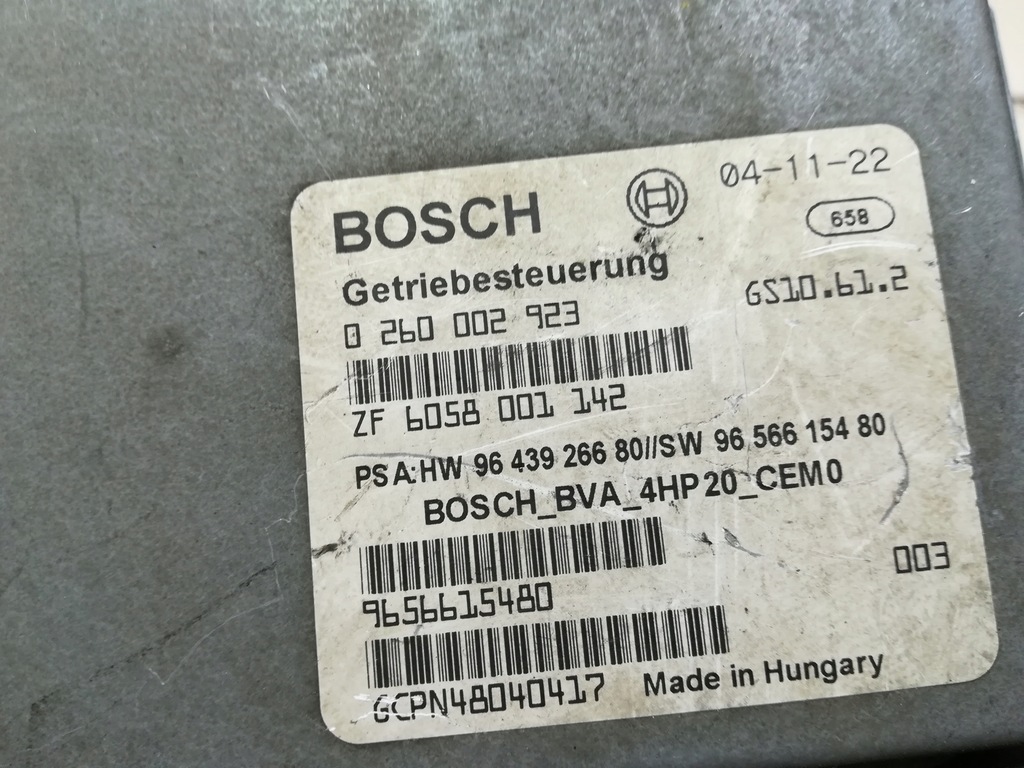 BOSCH
04-11-22
658
Getriebesteuerung
GS10.61.2
0 260 002 923
ZF 6058 001 142
PSA:HW 96 439 266 80//SW 96 566 154 80
BOSCH_BVA_4HP20_CEM0
003
9656615480
GCPN48040417
Made in Hungary